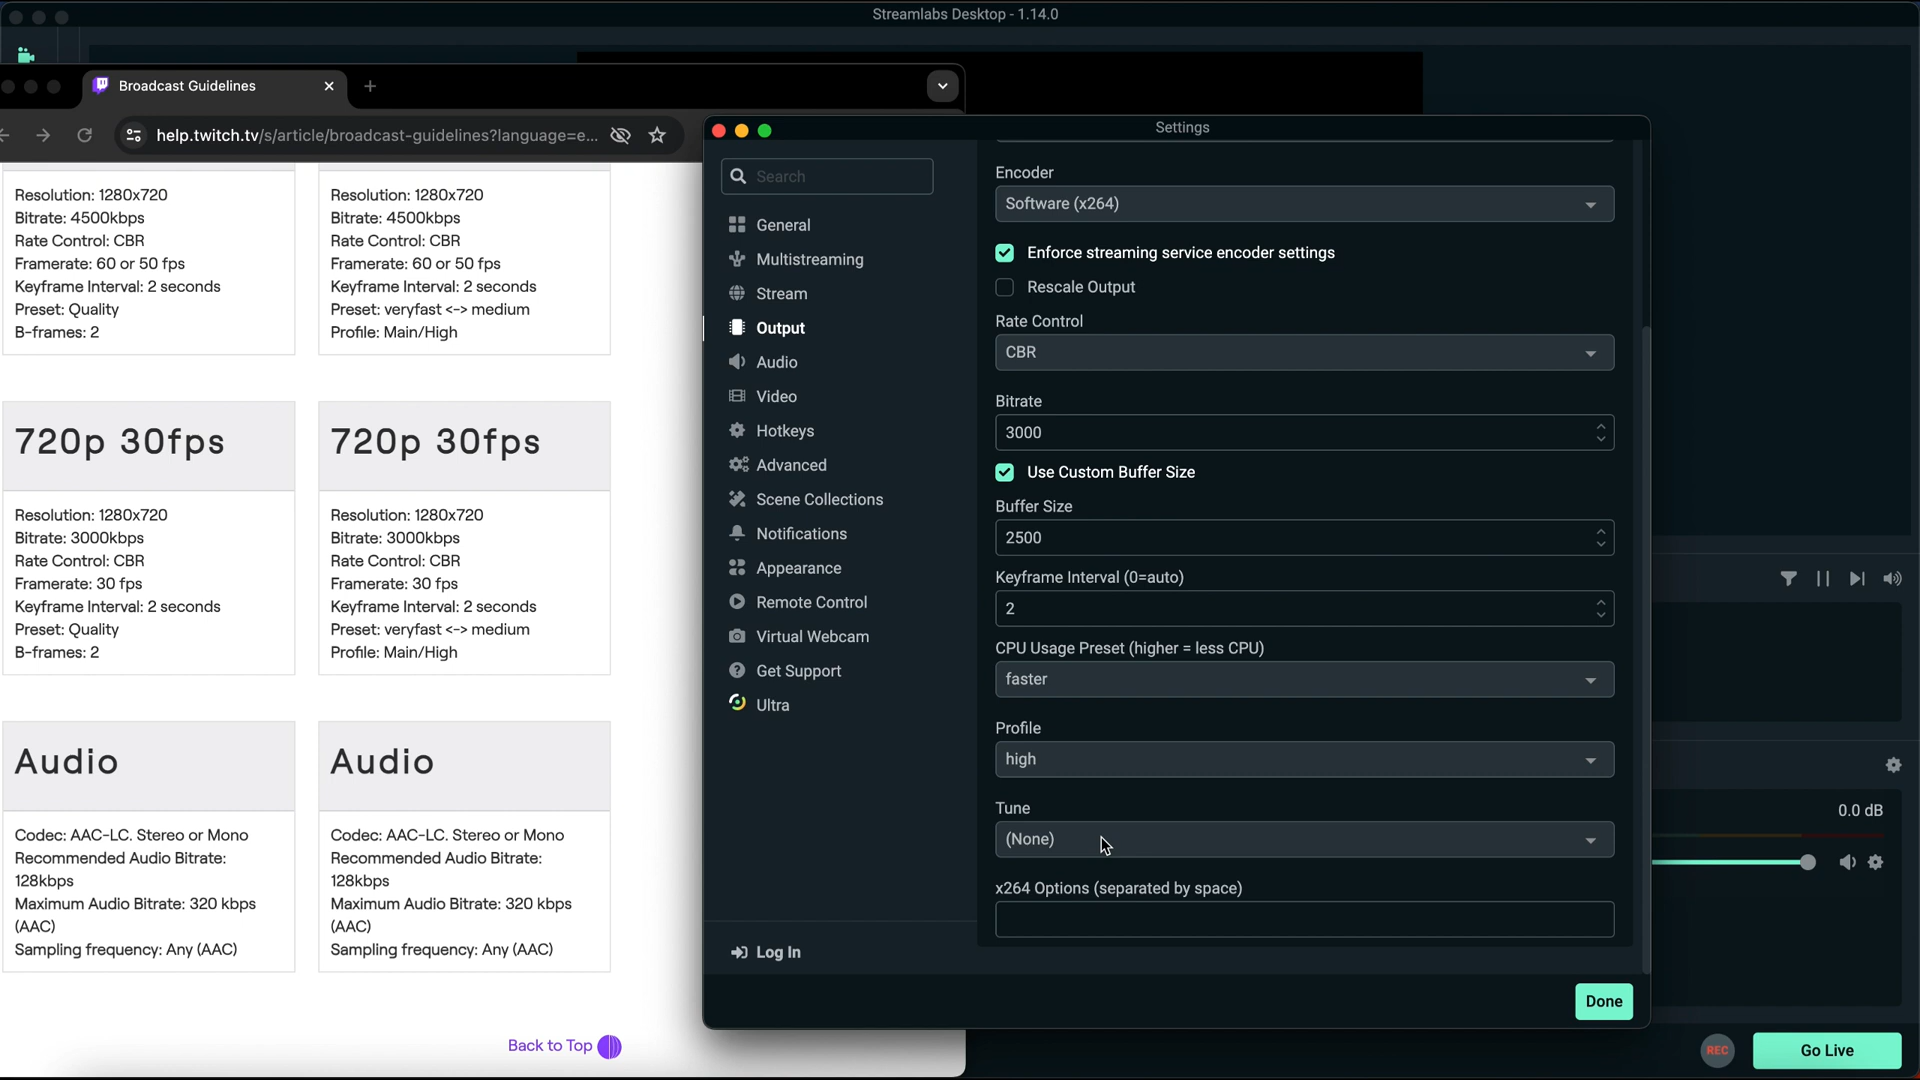 Streamlabs Desktop - 1.14.0
Broadcast Guidelines
help.twitch.tv/s/article/broadcast-guidelines?language=e...
Resolution: 1280x720
Bitrate: 4500kbps
Rate Control: CBR
Framerate: 60 or 50 fps
Keyframe Interval: 2 seconds
Preset: Quality
B-frames: 2
Resolution: 1280x720
Bitrate: 4500kbps
Rate Control: CBR
Framerate: 60 or 50 fps
Keyframe Interval: 2 seconds
Preset: veryfast <-> medium
Profile: Main/High
720p 30fps
Resolution: 1280x720
Bitrate: 3000kbps
Rate Control: CBR
Framerate: 30 fps
Keyframe Interval: 2 seconds
Preset: Quality
B-frames: 2
720p 30fps
Resolution: 1280x720
Bitrate: 3000kbps
Rate Control: CBR
Framerate: 30 fps
Keyframe Interval: 2 seconds
Preset: veryfast <-> medium
Profile: Main/High
Audio
Codec: AAC-LC. Stereo or Mono
Recommended Audio Bitrate:
128kbps
Maximum Audio Bitrate: 320 kbps
(AAC)
Sampling frequency: Any (AAC)
Audio
Codec: AAC-LC. Stereo or Mono
Recommended Audio Bitrate:
128kbps
Maximum Audio Bitrate: 320 kbps
(AAC)
Sampling frequency: Any (AAC)
Back to Top
Settings
Search
General
Multistreaming
Stream
Output
Audio
Video
Hotkeys
Advanced
Scene Collections
Notifications
Appearance
Remote Control
Virtual Webcam
Get Support
Ultra
Log In
Encoder
Software (x264)
Enforce streaming service encoder settings
Rescale Output
Rate Control
CBR
Bitrate
3000
Use Custom Buffer Size
Buffer Size
2500
Keyframe Interval (0=auto)
2
CPU Usage Preset (higher = less CPU)
faster
Profile
high
Tune
(None)
x264 Options (separated by space)
Done
0.0 dB
REC
Go Live